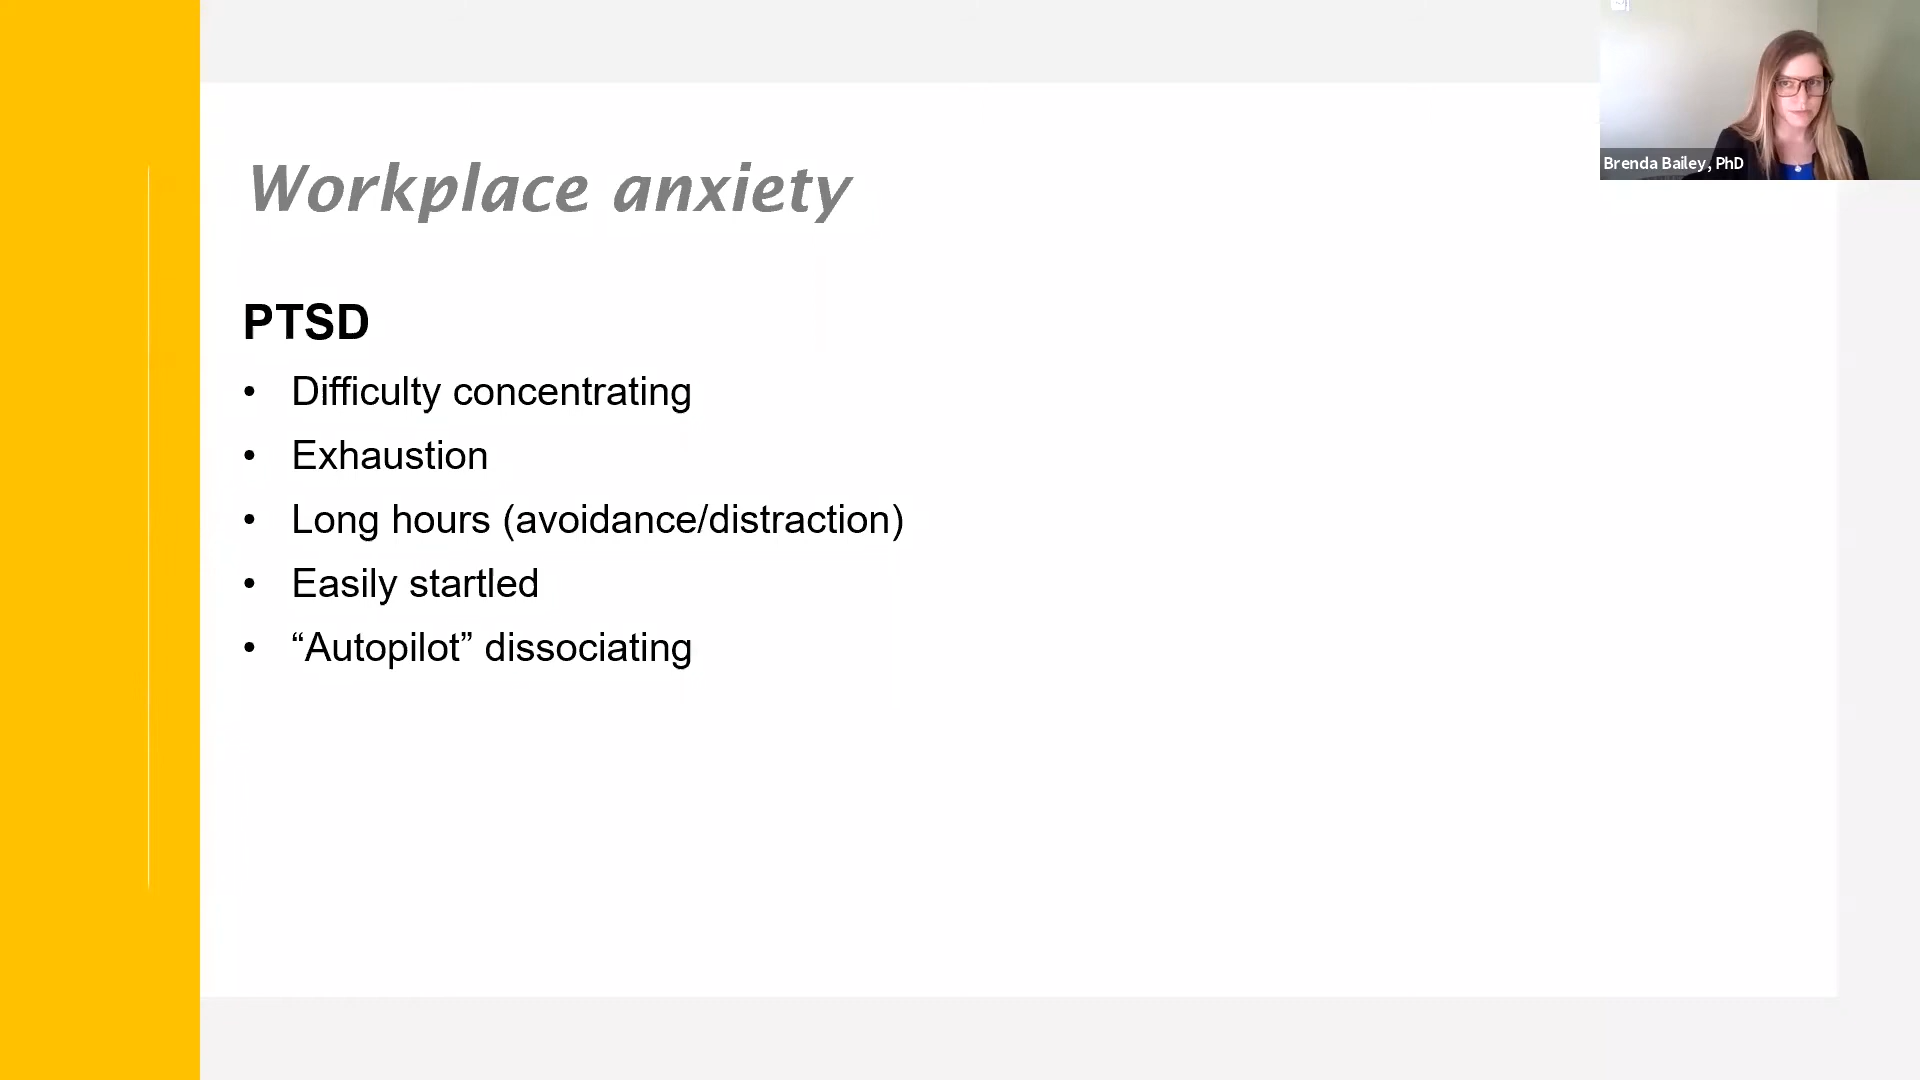 Workplace anxiety
PTSD
• Difficulty concentrating
• Exhaustion
• Long hours (avoidance/distraction)
• Easily startled
• “Autopilot” dissociating
Brenda Bailey, PhD